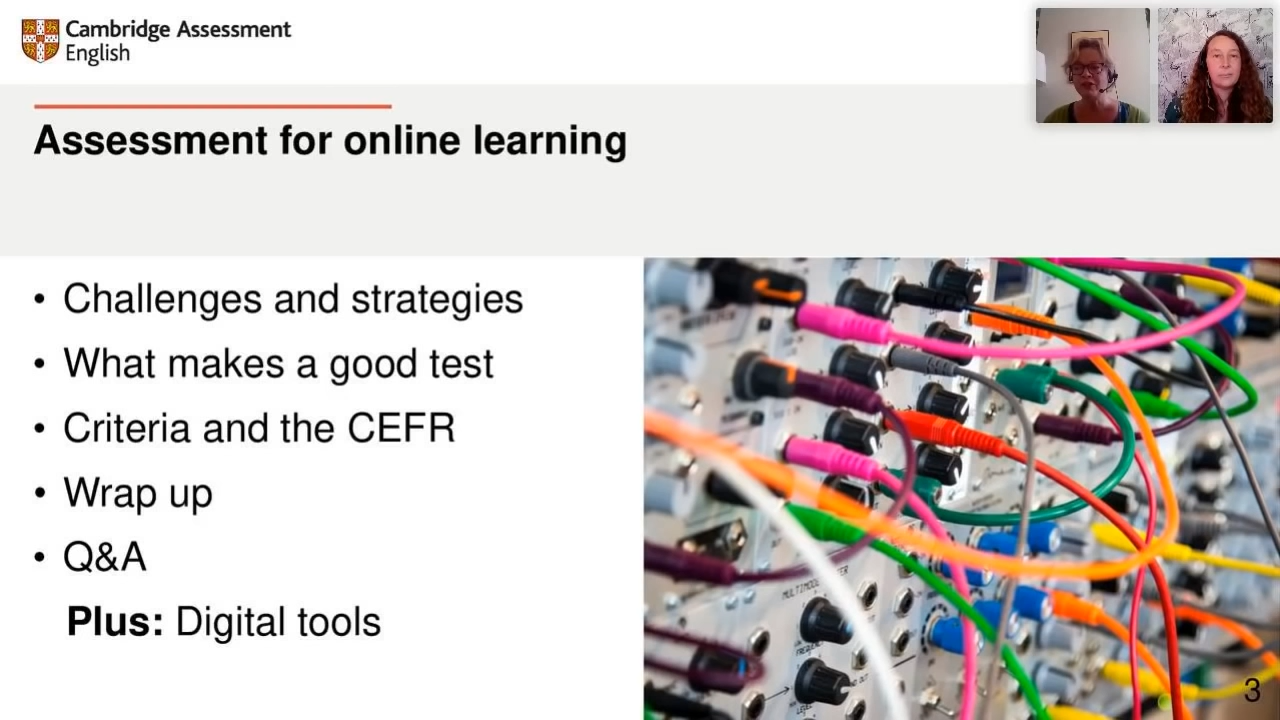 Cambridge Assessment
English
Assessment for online learning
• Challenges and strategies
• What makes a good test
• Criteria and the CEFR
• Wrap up
• Q&A
Plus: Digital tools
3